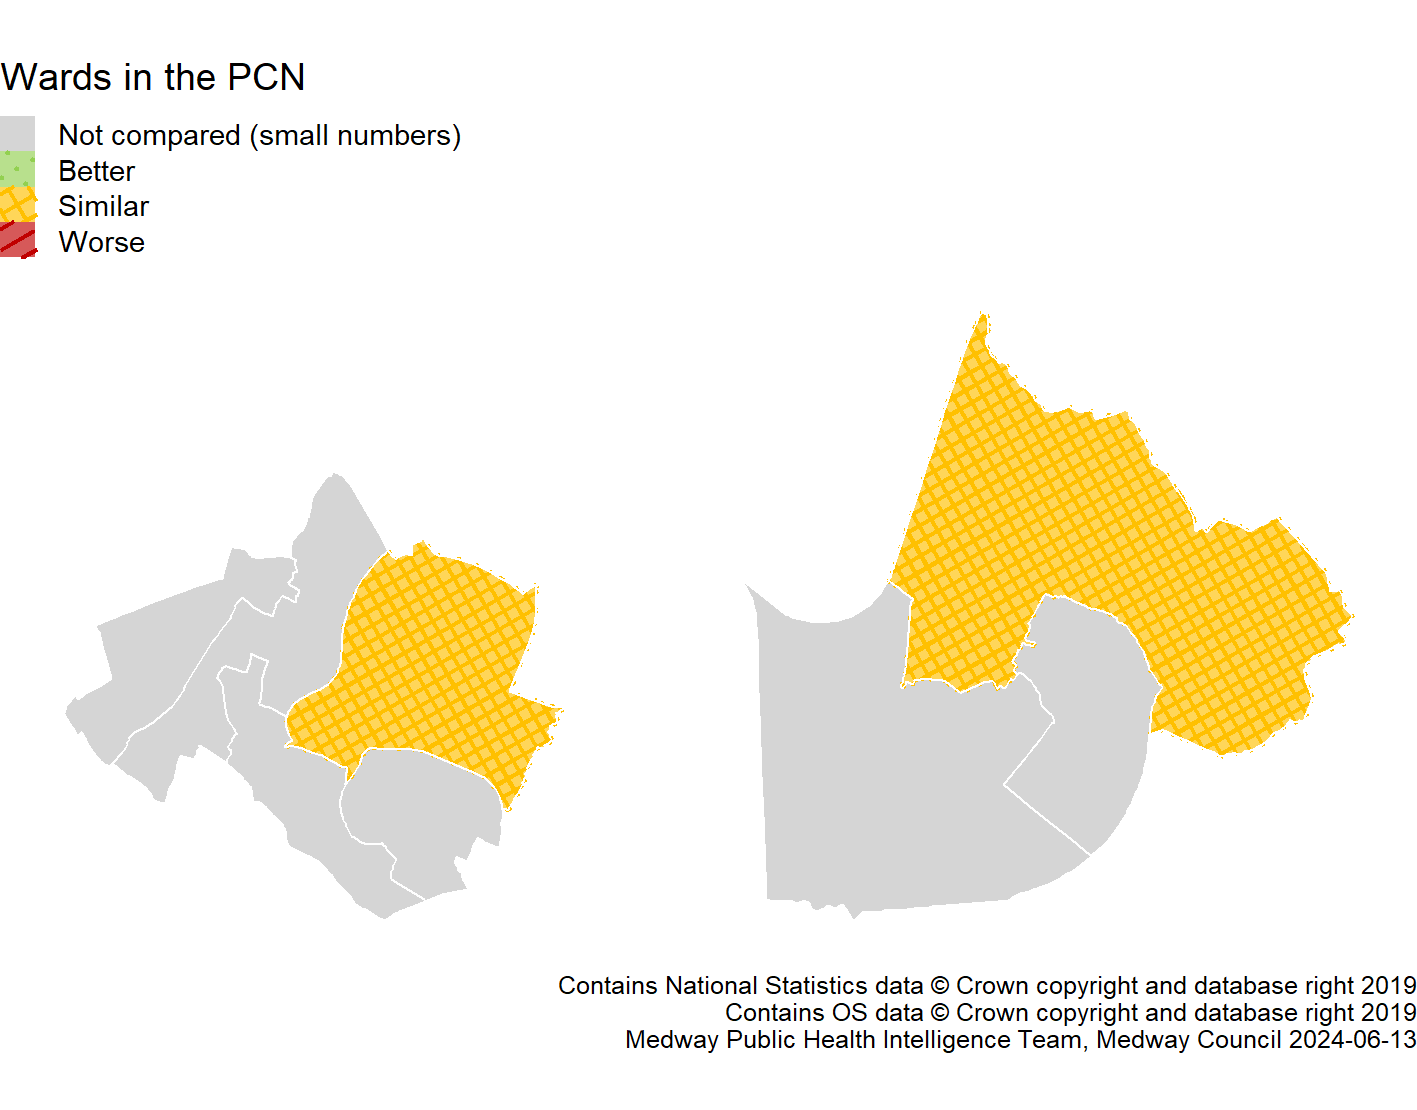 Wards in the PCN
Not compared (small numbers)
Better
Similar
Worse
Contains National Statistics data © Crown copyright and database right 2019
Contains OS data © Crown copyright and database right 2019
Medway Public Health Intelligence Team, Medway Council 2024-06-13